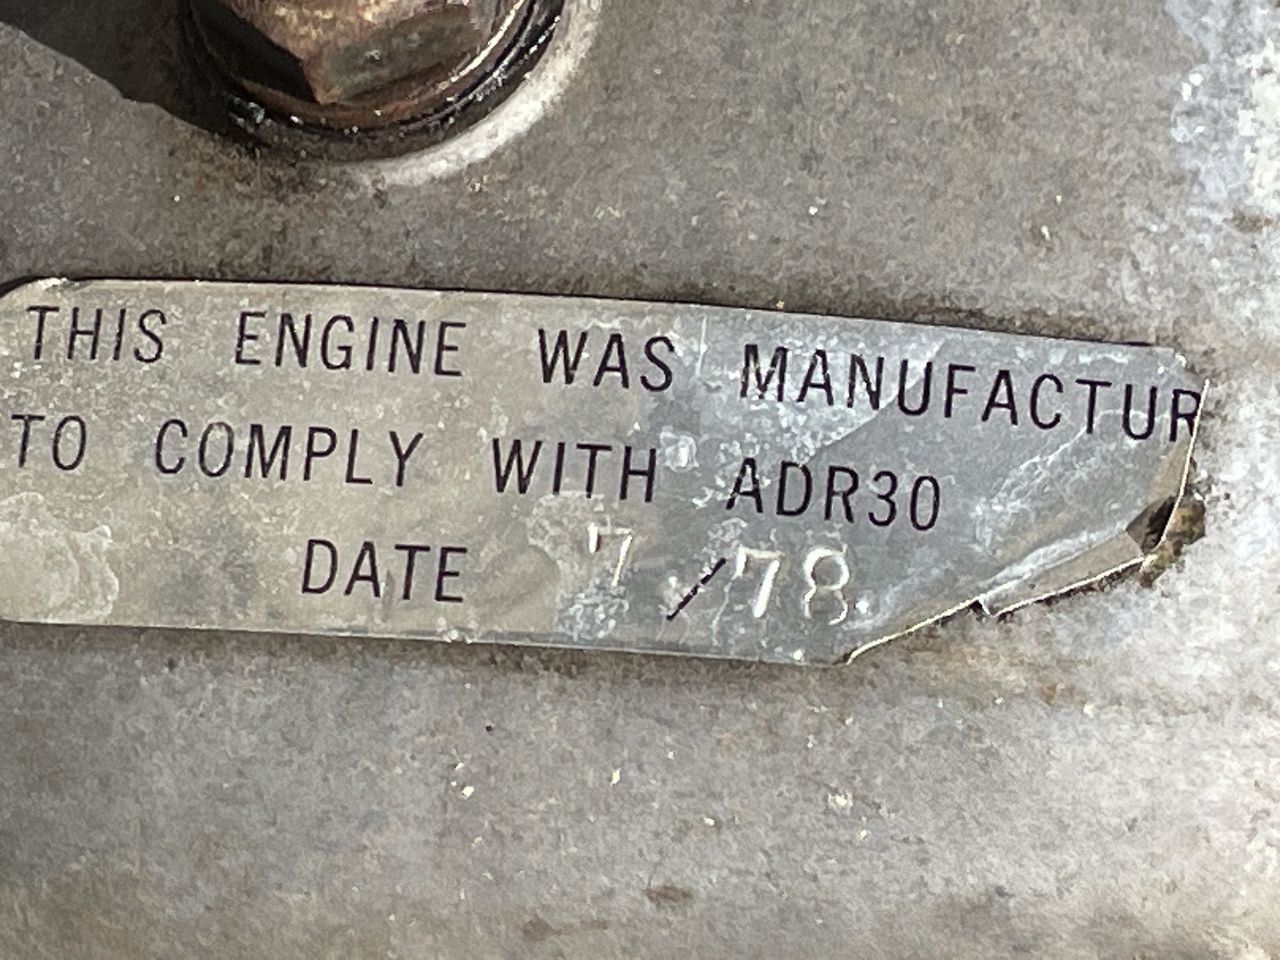 THIS ENGINE WAS MANUFACTUR
TO COMPLY WITH ADR30
DATE 7/78